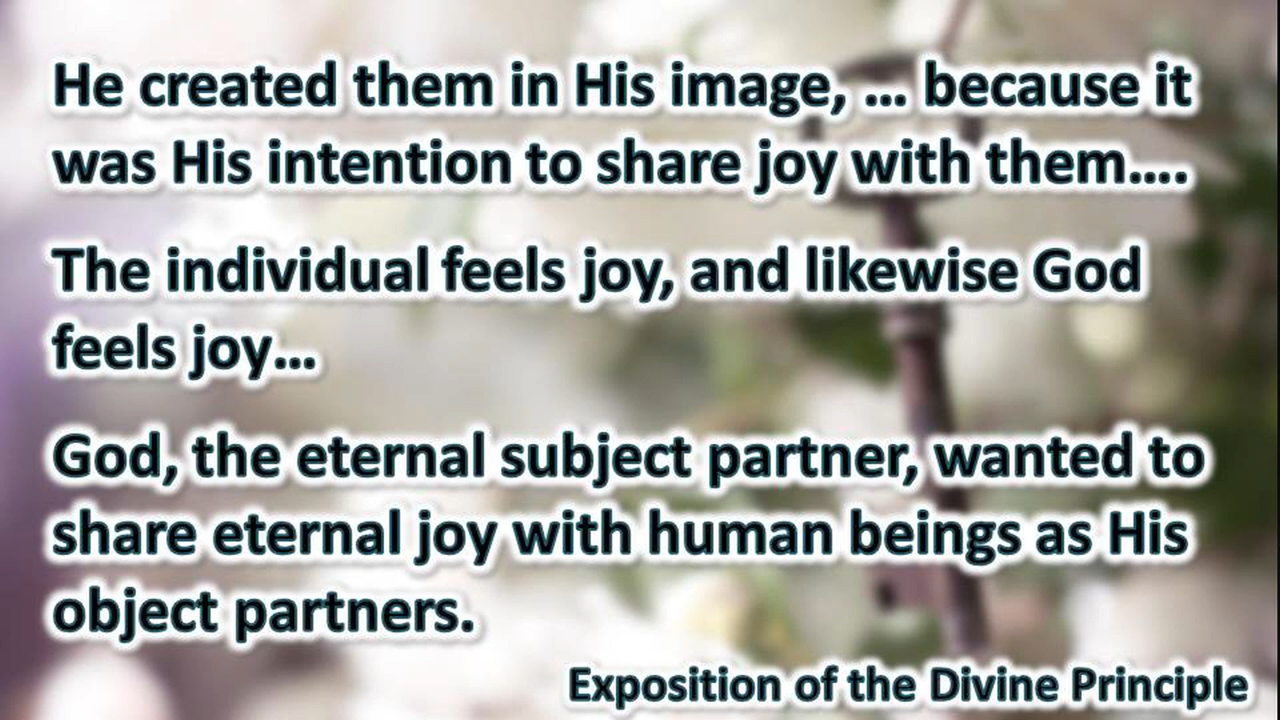 He created them in His image, ... because it
was His intention to share joy with them....
The individual feels joy, and likewise God
feels joy...
God, the eternal subject partner, wanted to
share eternal joy with human beings as His
object partners.
Exposition of the Divine Principle